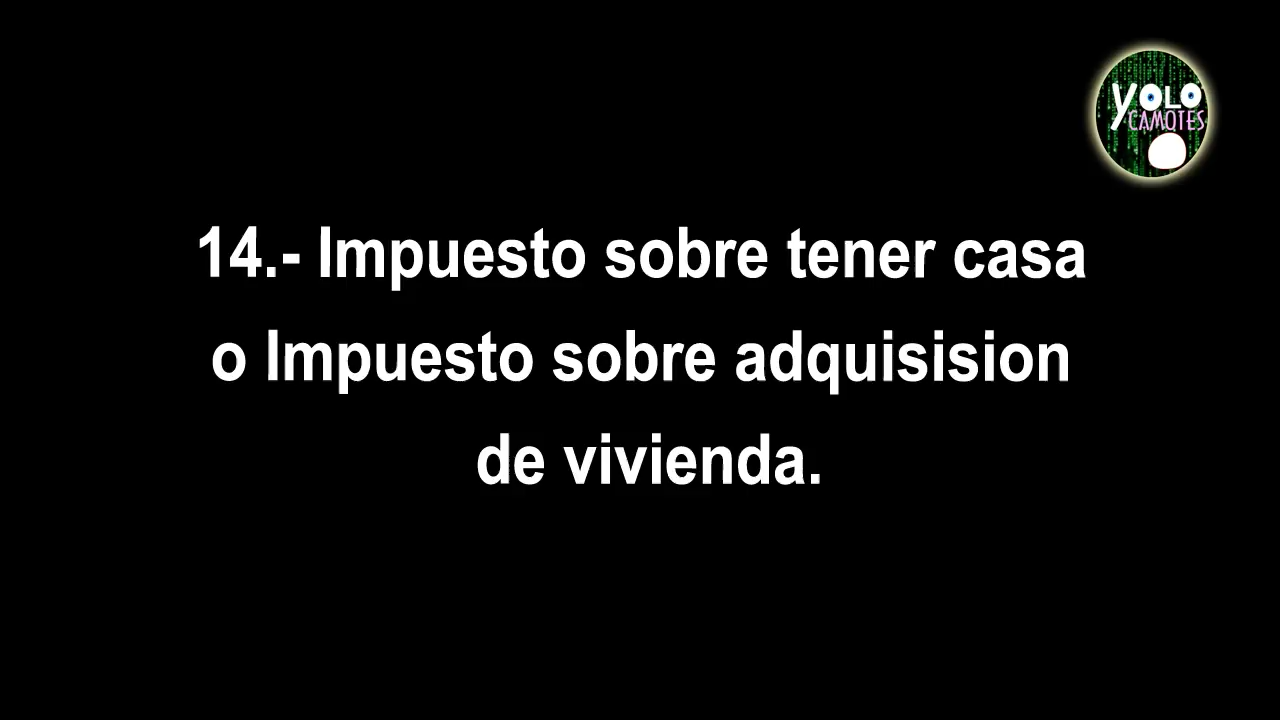 YOLO
CAMOTES
14.- Impuesto sobre tener casa
o Impuesto sobre adquisision
de vivienda.